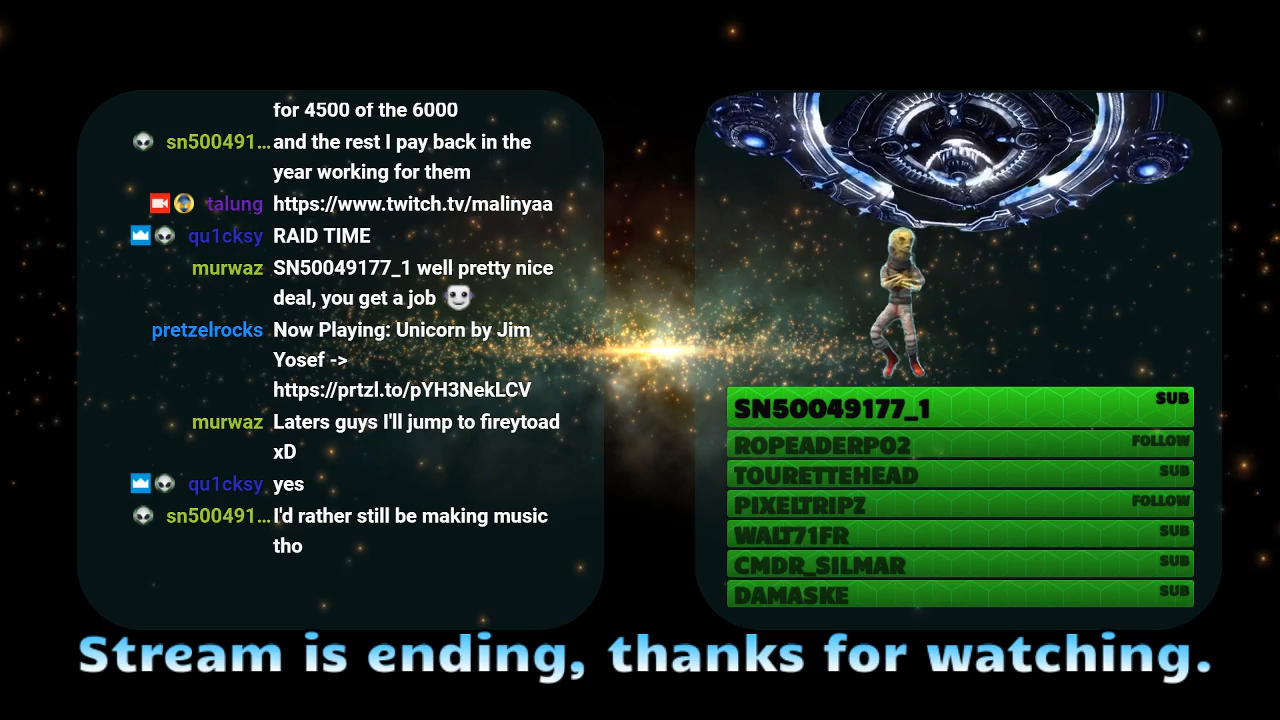 for 4500 of the 6000
sn500491... and the rest I pay back in the
year working for them
talung https://www.twitch.tv/malinyaa
qu1cksy RAID TIME
murwaz SN50049177_1 well pretty nice
deal, you get a job
pretzelrocks Now Playing: Unicorn by Jim
Yosef ->
https://prtzl.to/pYH3NekLCV
murwaz Laters guys I'll jump to fireytoad
xD
qu1cksy yes
sn500491... I'd rather still be making music
tho
SN50049177_1 SUB
ROPEADERPO2 FOLLOW
TOURETTEHEAD SUB
PIXELTRIPZ FOLLOW
WALT71FR SUB
CMDR_SILMAR SUB
DAMASKE SUB
Stream is ending, thanks for watching.